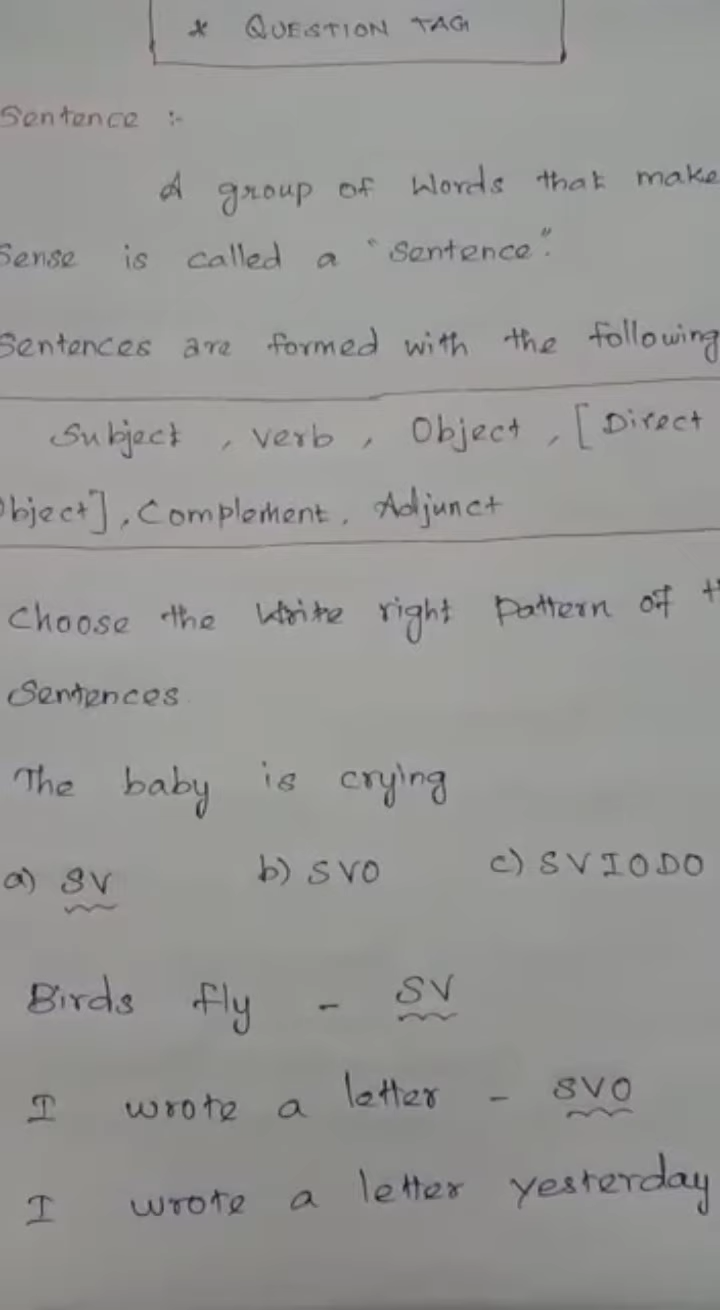 * QUESTION TAG
Sentence :-
A group of words that make
Sense is called a "Sentence".
Sentences are formed with the following
Subject, Verb, Object, [Direct
Object], Complement, Adjunct
Choose the Write right pattern of th
Sentences
The baby is crying
a) SV b) SVO c) SVIODO
Birds fly - SV
I wrote a letter - SVO
I wrote a letter yesterday